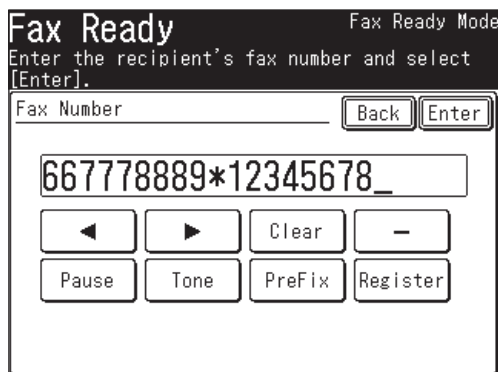 Fax Ready Fax Ready Mode
Enter the recipient's fax number and select
[Enter].
Fax Number Back Enter
667778889*12345678_
◀ ▶ Clear –
Pause Tone PreFix Register